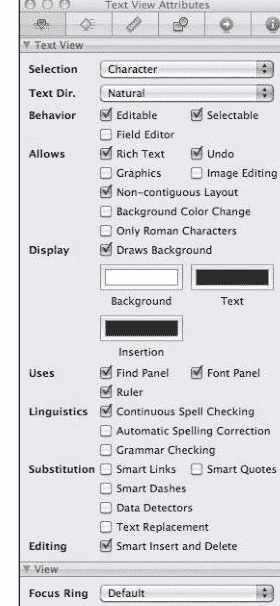 Text View Attributes
Text View
Selection Character
Text Dir. Natural
Behavior Editable Selectable
Field Editor
Allows Rich Text Undo
Graphics Image Editing
Non-contiguous Layout
Background Color Change
Only Roman Characters
Display Draws Background
Background Text
Insertion
Uses Find Panel Font Panel
Ruler
Linguistics Continuous Spell Checking
Automatic Spelling Correction
Grammar Checking
Substitution Smart Links Smart Quotes
Smart Dashes
Data Detectors
Text Replacement
Editing Smart Insert and Delete
View
Focus Ring Default